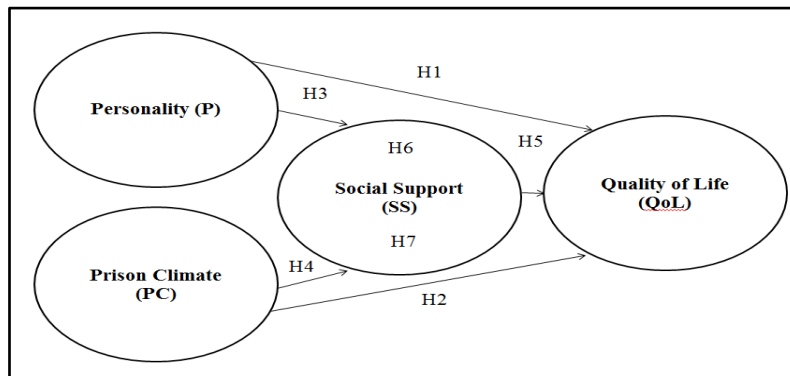 H1
Personality (P)
H3
H6
H5
Social Support
(SS)
Quality of Life
(QoL)
H7
Prison Climate
(PC)
H4
H2